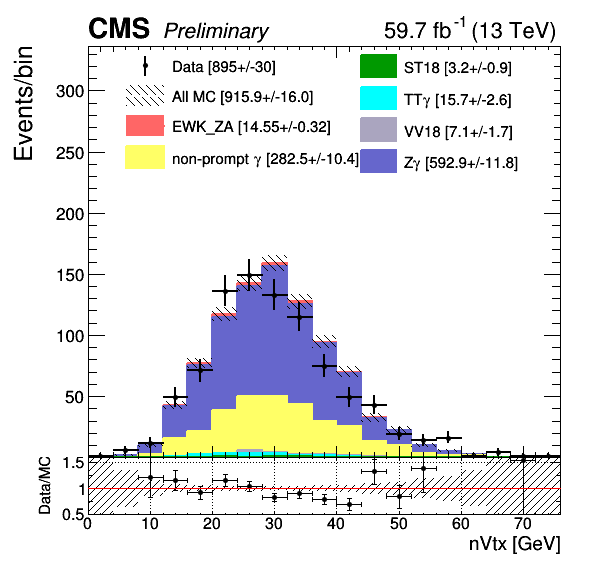 CMS Preliminary 59.7 fb⁻¹ (13 TeV)
Events/bin
Data [895+/-30]
All MC [915.9+/-16.0]
EWK_ZA [14.55+/-0.32]
non-prompt γ [282.5+/-10.4]
ST18 [3.2+/-0.9]
TTγ [15.7+/-2.6]
VV18 [7.1+/-1.7]
Zγ [592.9+/-11.8]
300
250
200
150
100
50
Data/MC
1.5
1
0.5
0 10 20 30 40 50 60 70
nVtx [GeV]